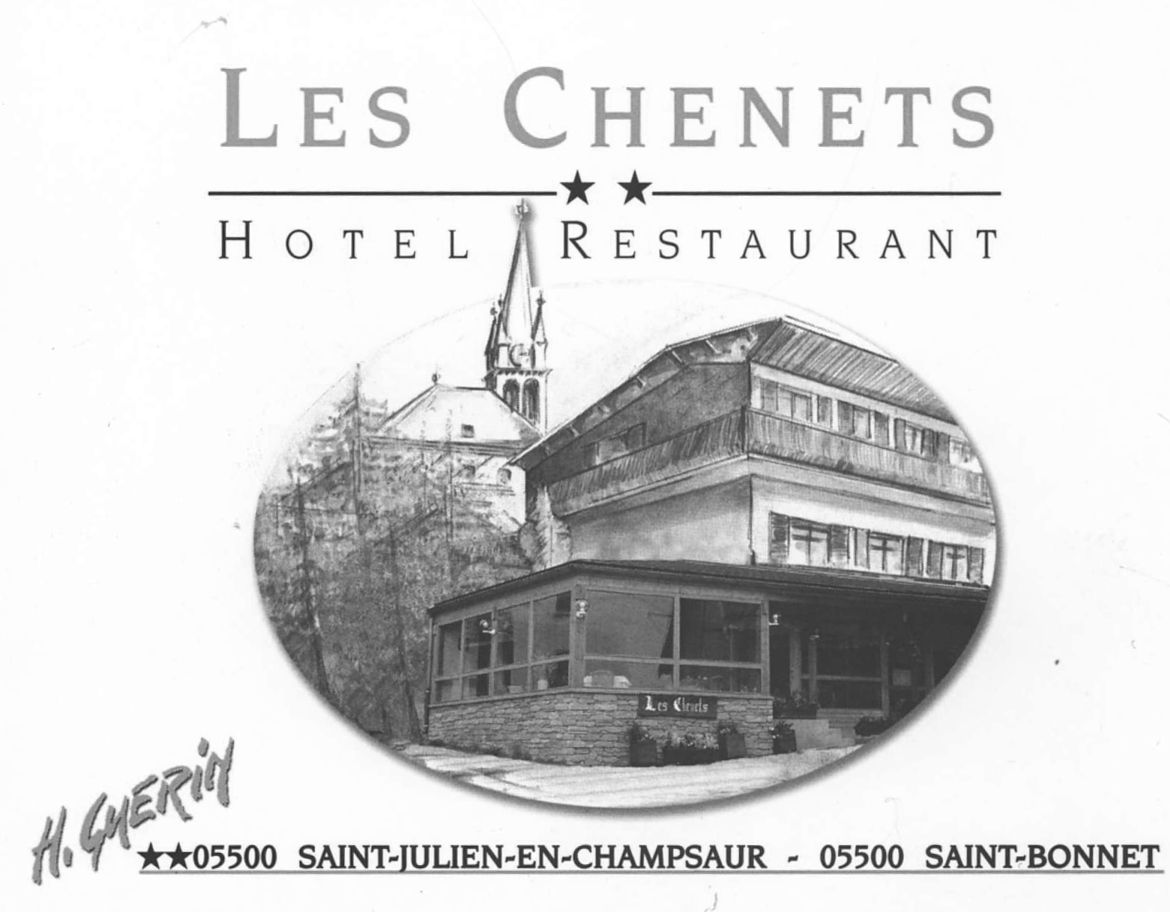 LES CHENETS
★ ★
HOTEL RESTAURANT
Les Chenets
H. GUERIN
★★05500 SAINT-JULIEN-EN-CHAMPSAUR - 05500 SAINT-BONNET